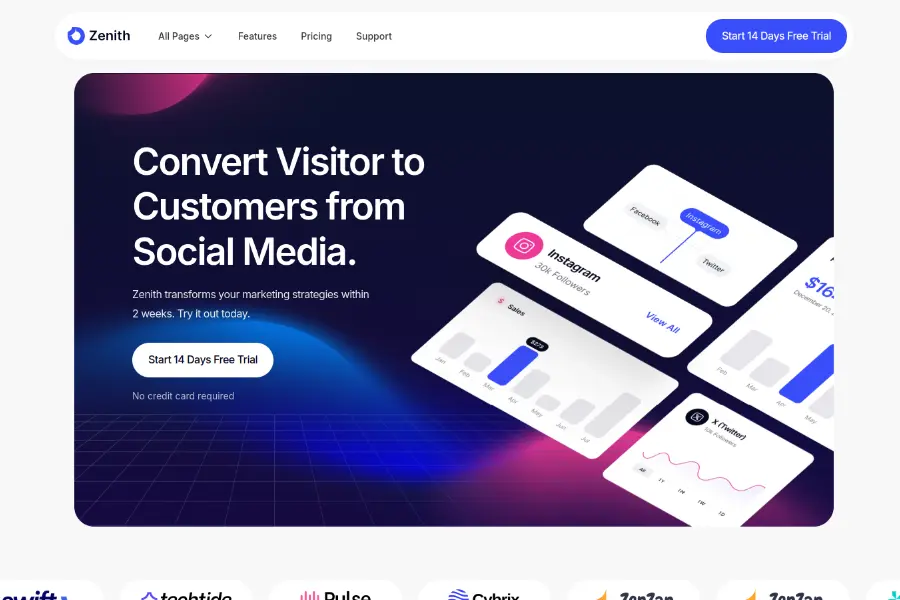 Zenith
All Pages
Features
Pricing
Support
Start 14 Days Free Trial
Convert Visitor to
Customers from
Social Media.
Zenith transforms your marketing strategies within
2 weeks. Try it out today.
Start 14 Days Free Trial
No credit card required
Facebook
Instagram
Twitter
Instagram
30k Followers
View All
$
Sales
$273
Jan
Feb
Mar
Apr
May
Jun
Jul
December 20,
Feb
Mar
Apr
May
X (Twitter)
10k Followers
All
1Y
1M
1W
1D
swift
techtide
Pulse
Cybrix
ZenZap
ZenZap